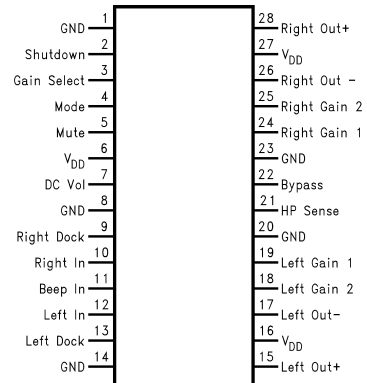 GND 1 28 Right Out+
Shutdown 2 27 VDD
Gain Select 3 26 Right Out -
Mode 4 25 Right Gain 2
Mute 5 24 Right Gain 1
VDD 6 23 GND
DC Vol 7 22 Bypass
GND 8 21 HP Sense
Right Dock 9 20 GND
Right In 10 19 Left Gain 1
Beep In 11 18 Left Gain 2
Left In 12 17 Left Out-
Left Dock 13 16 VDD
GND 14 15 Left Out+